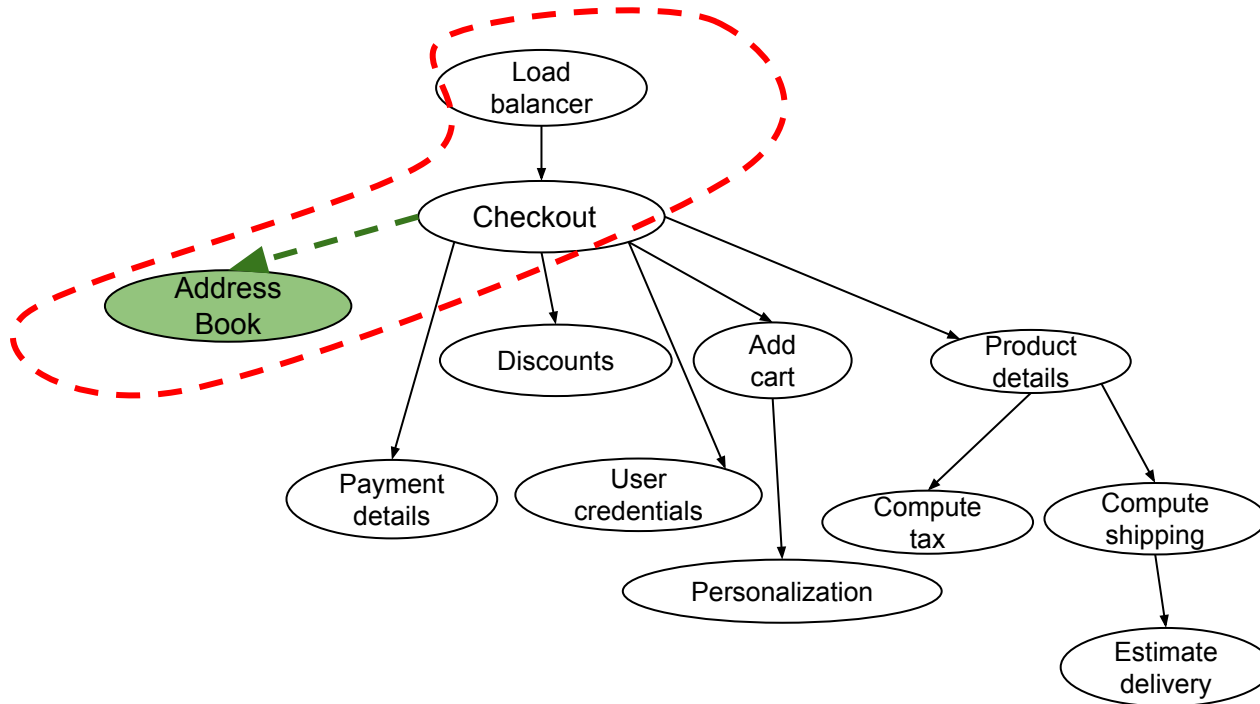 Load
balancer
Checkout
Address
Book
Discounts
Add
cart
Product
details
Payment
details
User
credentials
Compute
tax
Compute
shipping
Personalization
Estimate
delivery